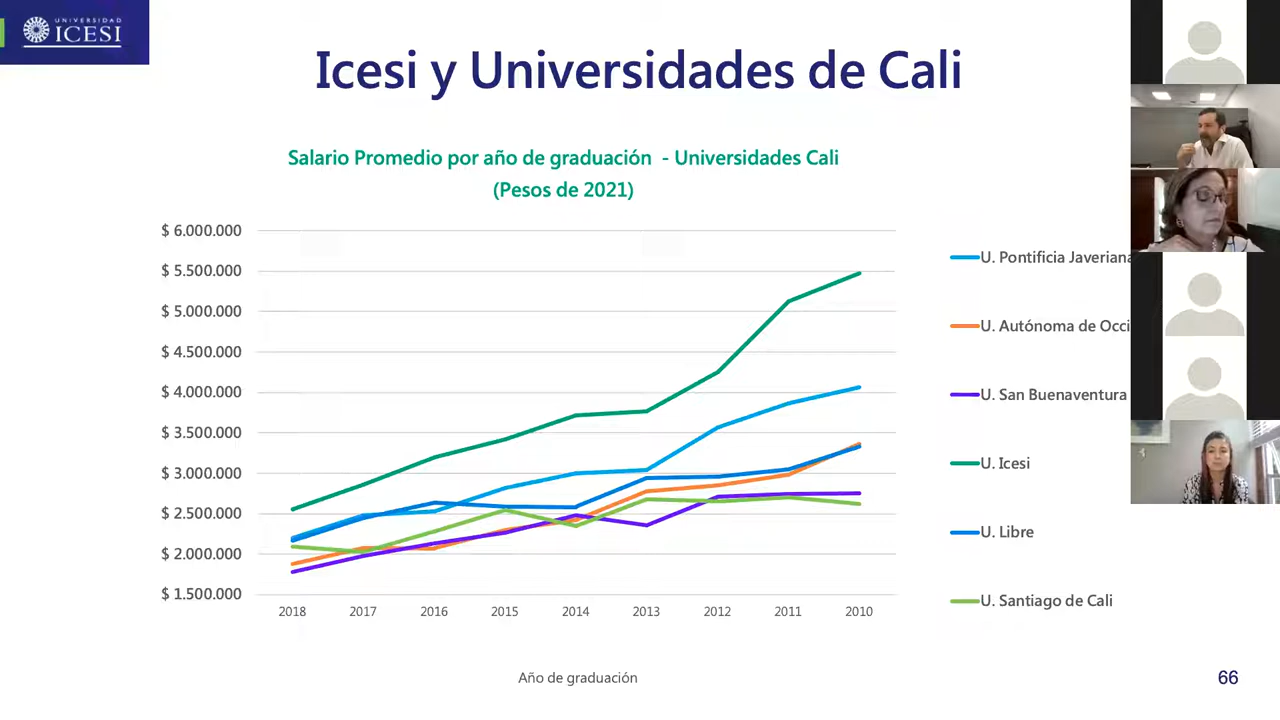 UNIVERSIDAD
ICESI
Icesi y Universidades de Cali
Salario Promedio por año de graduación - Universidades Cali
(Pesos de 2021)
$ 6.000.000
$ 5.500.000
$ 5.000.000
$ 4.500.000
$ 4.000.000
$ 3.500.000
$ 3.000.000
$ 2.500.000
$ 2.000.000
$ 1.500.000
2018 2017 2016 2015 2014 2013 2012 2011 2010
Año de graduación
U. Pontificia Javeriana
U. Autónoma de Occi
U. San Buenaventura
U. Icesi
U. Libre
U. Santiago de Cali
66